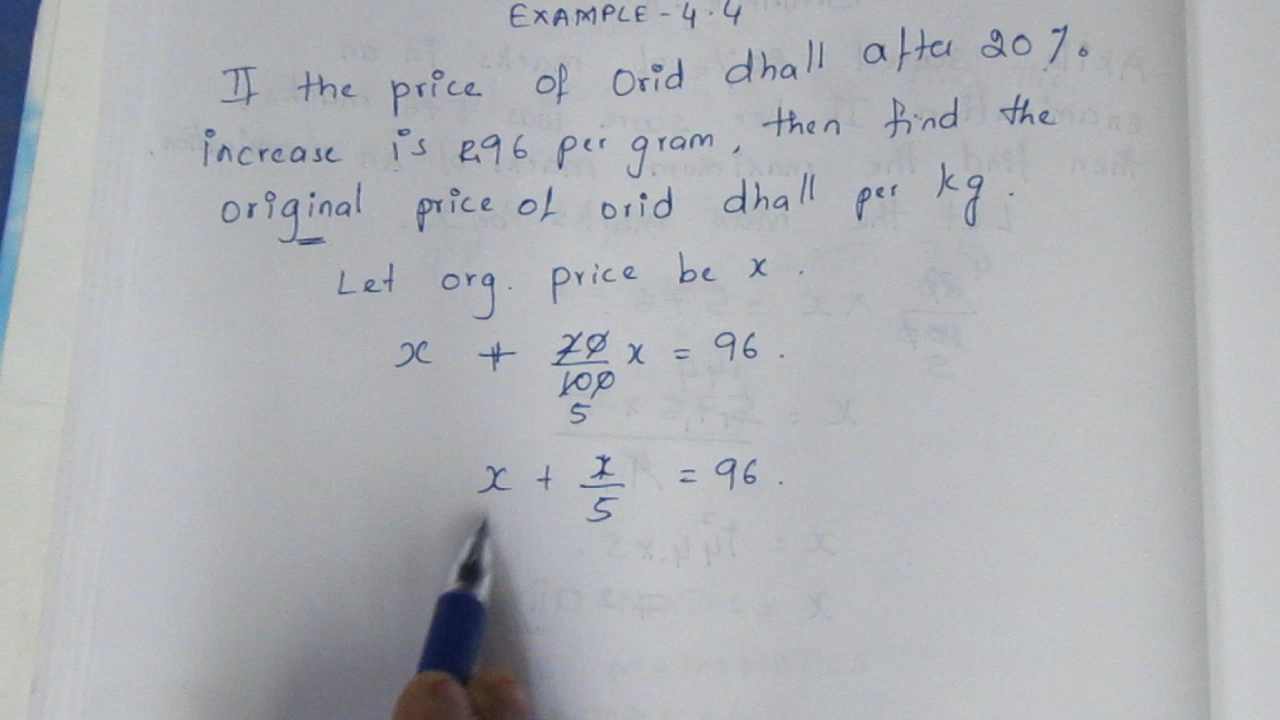 EXAMPLE - 4.4
If the price of Orid dhall after 20%
increase is ₹96 per gram, then find the
original price of orid dhall per kg.
Let org. price be x.
x + 20/100 x = 96.
5
x + x/5 = 96.